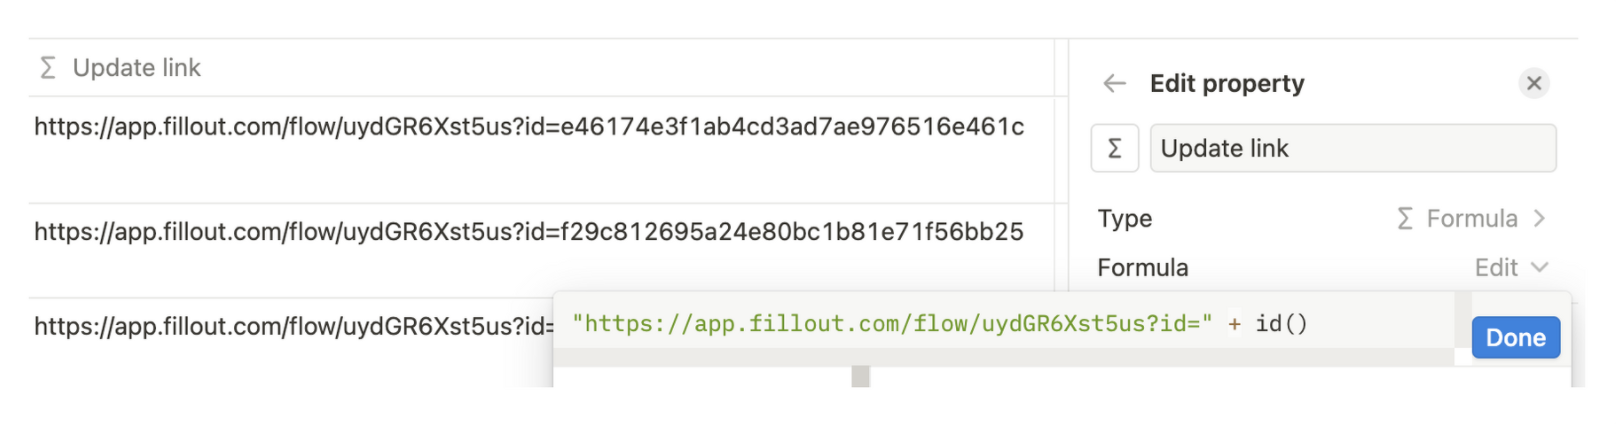 Σ Update link
https://app.fillout.com/flow/uydGR6Xst5us?id=e46174e3f1ab4cd3ad7ae976516e461c
https://app.fillout.com/flow/uydGR6Xst5us?id=f29c812695a24e80bc1b81e71f56bb25
https://app.fillout.com/flow/uydGR6Xst5us?id=
← Edit property ×
Σ Update link
Type Σ Formula >
Formula Edit
"https://app.fillout.com/flow/uydGR6Xst5us?id=" + id()
Done